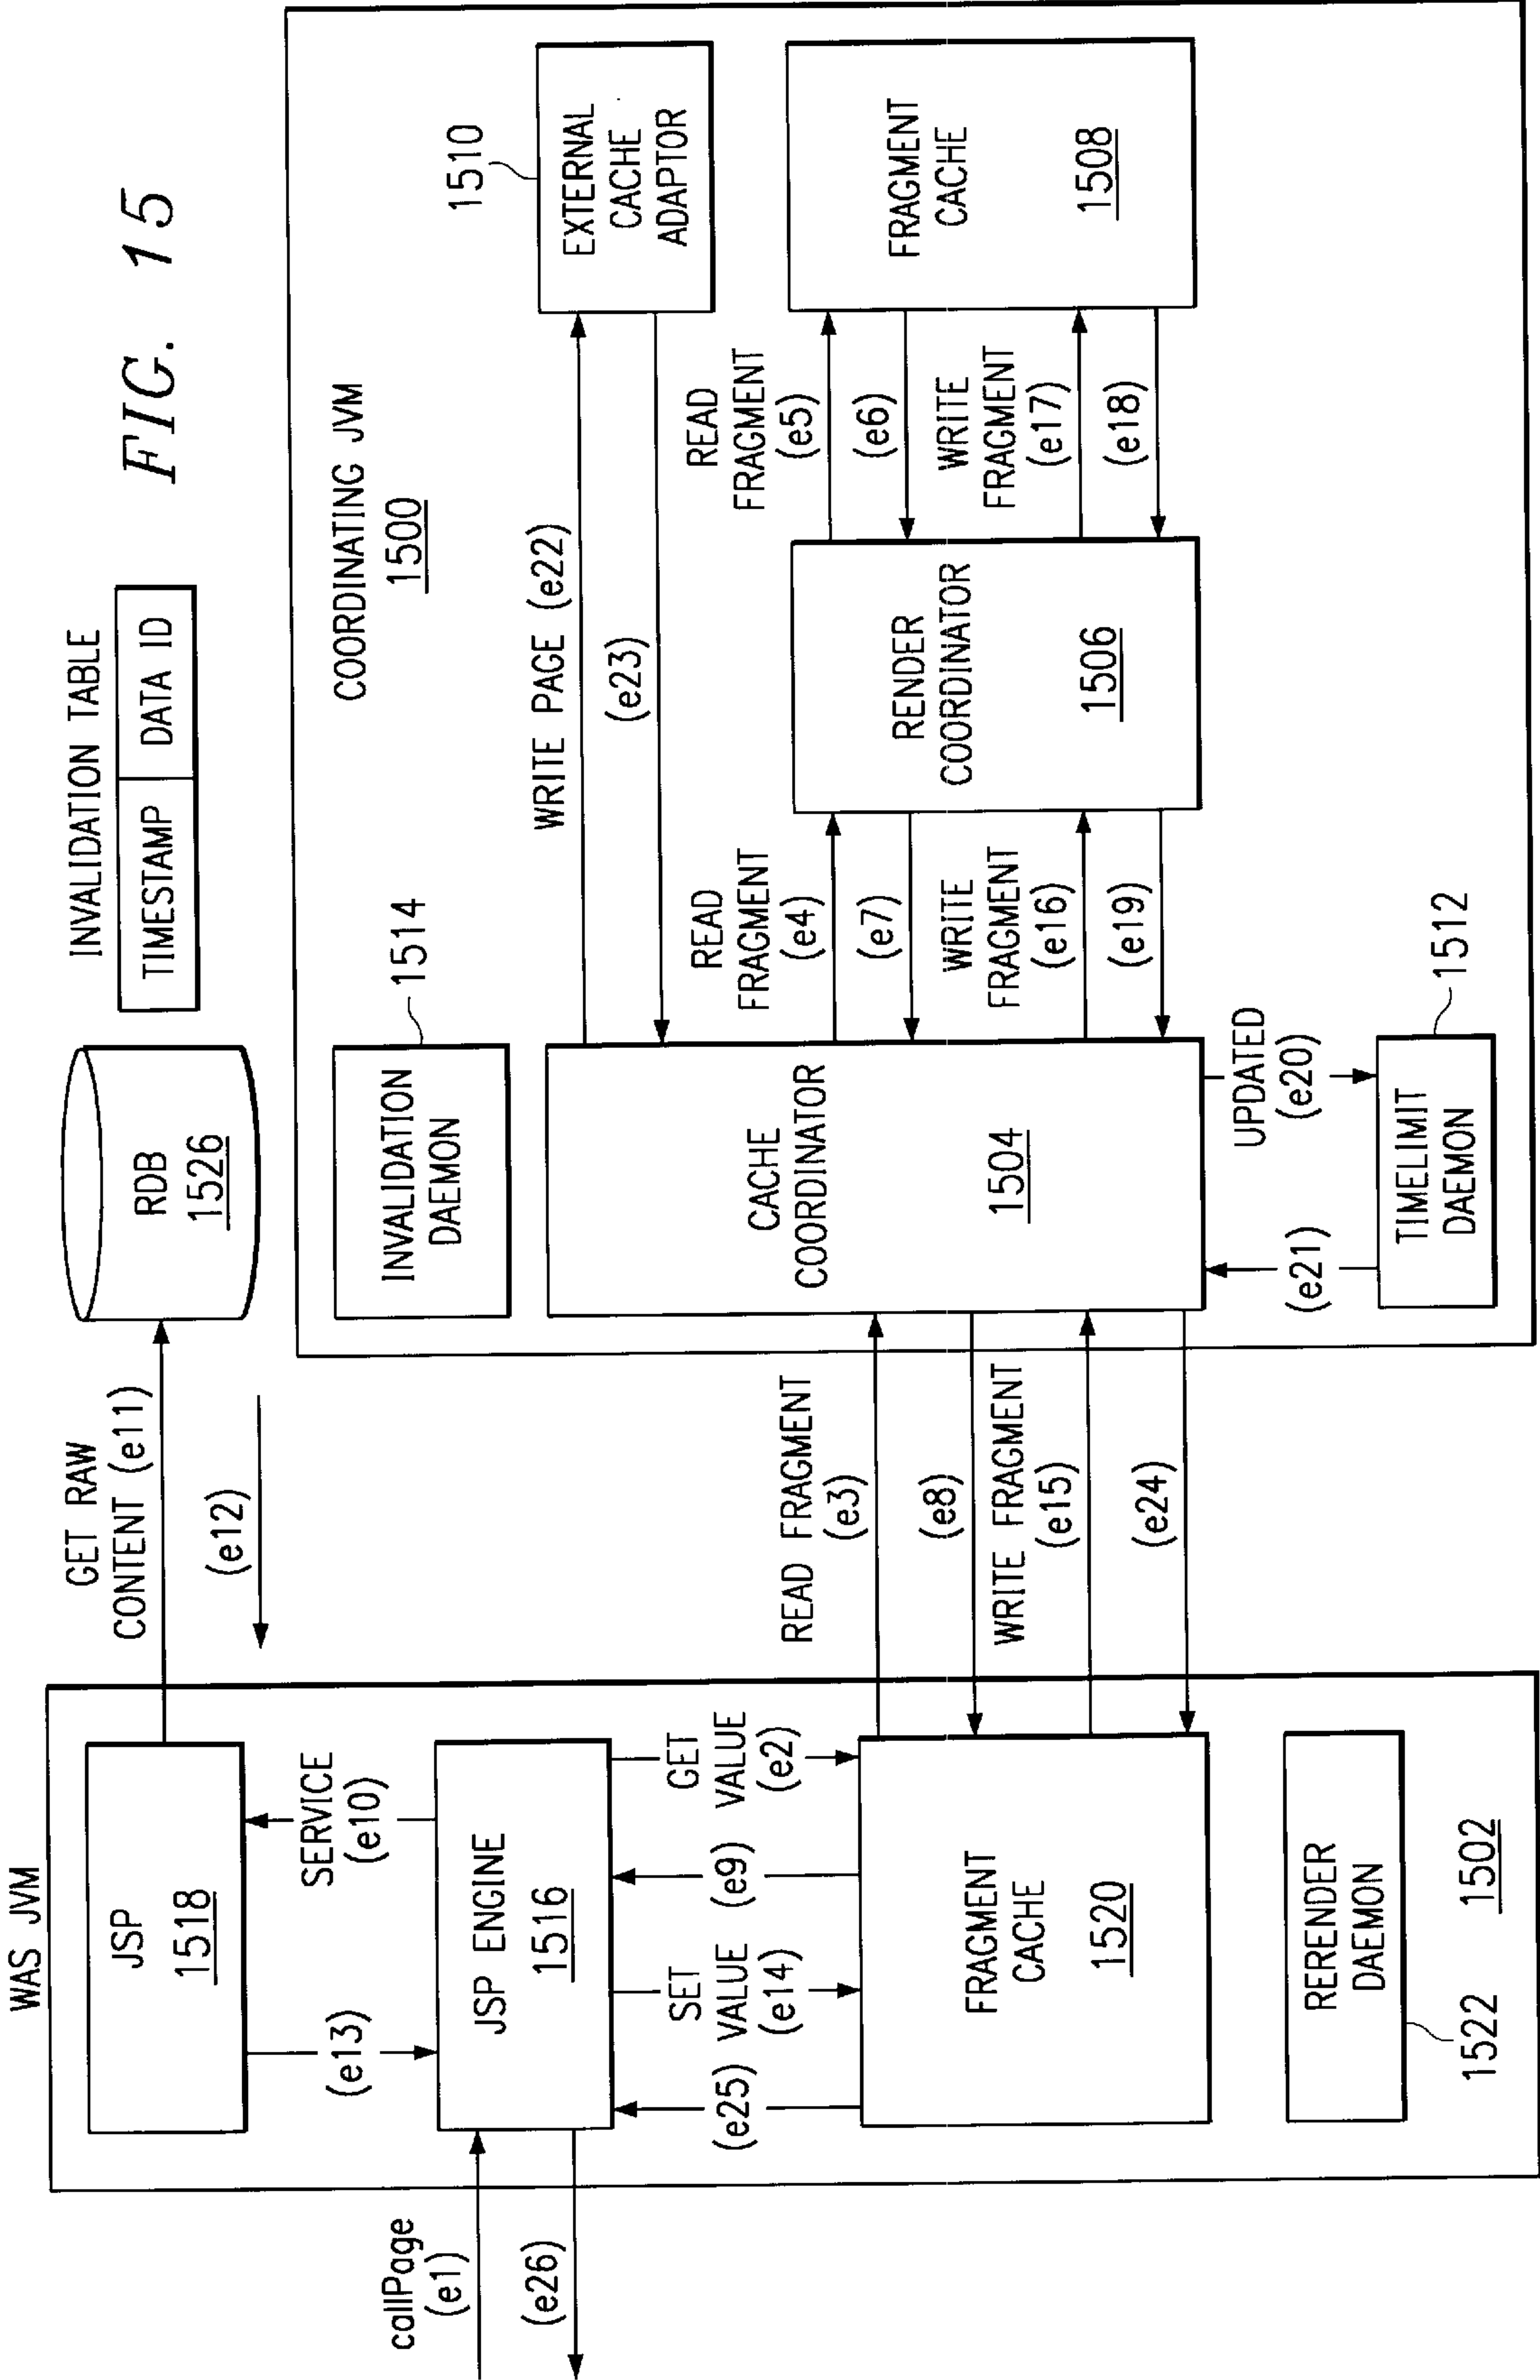 FIG. 15
INVALIDATION TABLE
TIMESTAMP
DATA ID
RDB
1526
GET RAW
CONTENT (e11)
(e12)
WAS JVM
JSP
1518
SERVICE
(e10)
(e13)
JSP ENGINE
1516
callPage
(e1)
(e26)
GET
VALUE
(e2)
(e9)
SET
VALUE
(e14)
(e25)
FRAGMENT
CACHE
1520
RERENDER
DAEMON
1522
1502
READ FRAGMENT
(e3)
(e8)
WRITE FRAGMENT
(e15)
(e24)
COORDINATING JVM
1500
INVALIDATION
DAEMON
1514
CACHE
COORDINATOR
1504
UPDATED
(e20)
(e21)
TIMELIMIT
DAEMON
1512
WRITE PAGE (e22)
(e23)
READ
FRAGMENT
(e4)
(e7)
WRITE
FRAGMENT
(e16)
(e19)
RENDER
COORDINATOR
1506
READ
FRAGMENT
(e5)
(e6)
WRITE
FRAGMENT
(e17)
(e18)
EXTERNAL
CACHE
ADAPTOR
1510
FRAGMENT
CACHE
1508